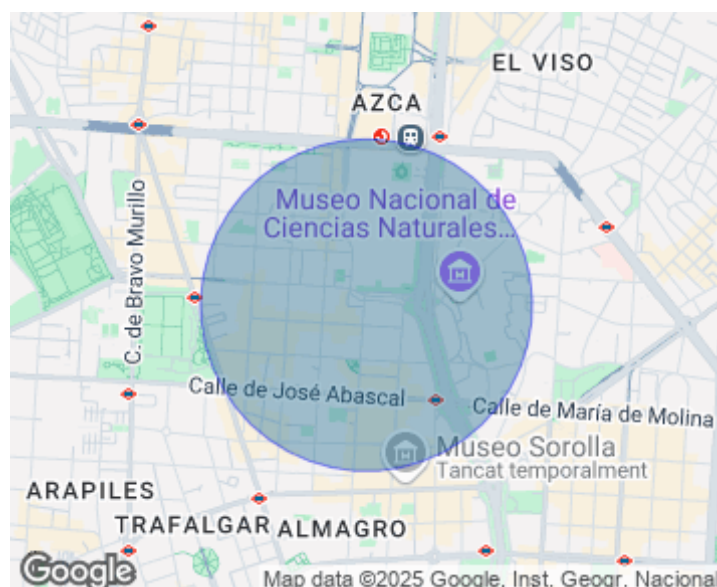 EL VISO
AZCA
Museo Nacional de
Ciencias Naturales...
C. de Bravo Murillo
Calle de José Abascal
Calle de María de Molina
Museo Sorolla
Tancat temporalment
ARAPILES
TRAFALGAR
ALMAGRO
Google
Map data ©2025 Google, Inst. Geogr. Nacional